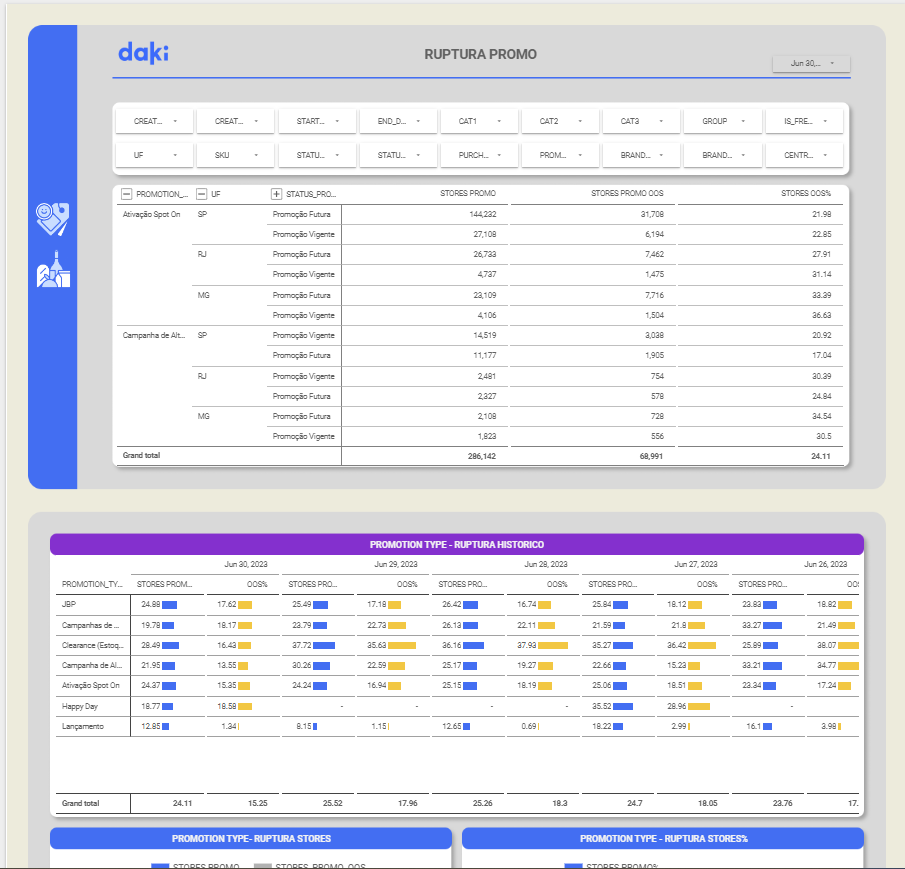 daki
RUPTURA PROMO
Jun 30,...
CREAT... CREAT... START... END_D... CAT1 CAT2 CAT3 GROUP IS_FRE...
UF SKU STATU... STATU... PURCH... PROM... BRAND... BRAND... CENTR...
PROMOTION_... UF STATUS_PRO... STORES PROMO STORES PROMO OOS STORES OOS%
Ativação Spot On SP Promoção Futura 144,232 31,708 21.98
Promoção Vigente 27,108 6,194 22.85
RJ Promoção Futura 26,733 7,462 27.91
Promoção Vigente 4,737 1,475 31.14
MG Promoção Futura 23,109 7,716 33.39
Promoção Vigente 4,106 1,504 36.63
Campanha de Alt... SP Promoção Vigente 14,519 3,038 20.92
Promoção Futura 11,177 1,905 17.04
RJ Promoção Vigente 2,481 754 30.39
Promoção Futura 2,327 578 24.84
MG Promoção Futura 2,108 728 34.54
Promoção Vigente 1,823 556 30.5
Grand total 286,142 68,991 24.11
PROMOTION TYPE - RUPTURA HISTORICO
Jun 30, 2023 Jun 29, 2023 Jun 28, 2023 Jun 27, 2023 Jun 26, 2023
PROMOTION_TY... STORES PROM... OOS% STORES PRO... OOS% STORES PRO... OOS% STORES PRO... OOS% STORES PRO... OOS
JBP 24.88 17.62 25.49 17.18 26.42 16.74 25.84 18.12 23.83 18.82
Campanhas de ... 19.78 18.17 23.79 22.73 26.13 22.11 21.59 21.8 33.27 21.49
Clearance (Estoq... 28.49 16.43 37.72 35.63 36.16 37.93 35.27 36.42 25.89 38.07
Campanha de Al... 21.95 13.55 30.26 22.59 25.17 19.27 22.66 15.23 33.21 34.77
Ativação Spot On 24.37 15.35 24.24 16.94 25.15 18.19 25.06 18.51 23.34 17.24
Happy Day 18.77 18.58 - - - - 35.52 28.96 -
Lançamento 12.85 1.34 8.15 1.15 12.65 0.69 18.22 2.99 16.1 3.98
Grand total 24.11 15.25 25.52 17.96 25.26 18.3 24.7 18.05 23.76 17.
PROMOTION TYPE- RUPTURA STORES PROMOTION TYPE - RUPTURA STORES%
STORES PROMO STORES_PROMO_OOS STORES PROMO%